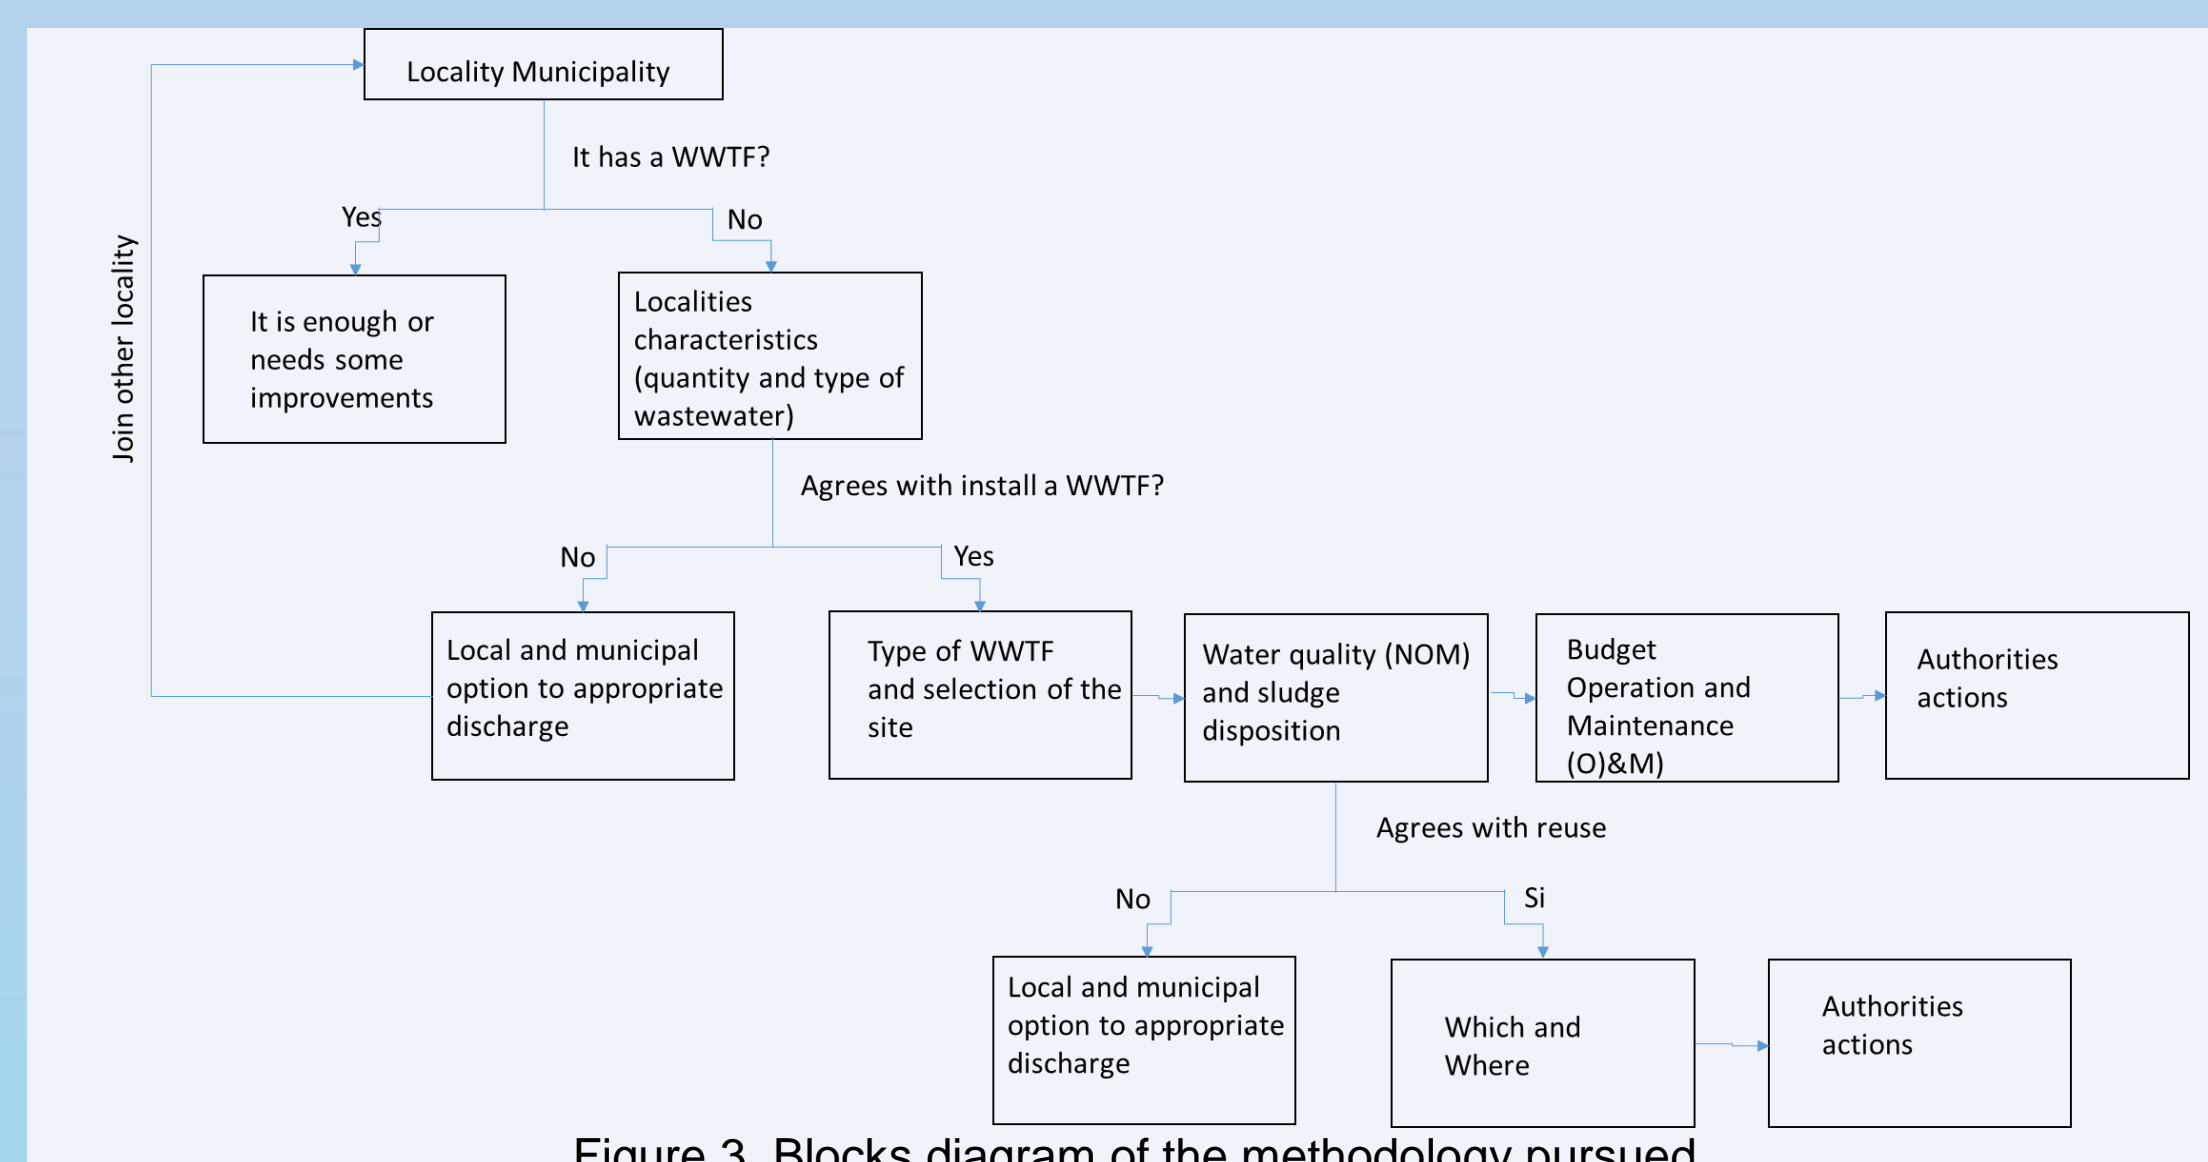 Locality Municipality
It has a WWTF?
Yes
No
Join other locality
It is enough or
needs some
improvements
Localities
characteristics
(quantity and type of
wastewater)
Agrees with install a WWTF?
No
Yes
Local and municipal
option to appropriate
discharge
Type of WWTF
and selection of the
site
Water quality (NOM)
and sludge
disposition
Budget
Operation and
Maintenance
(O)&M)
Authorities
actions
Agrees with reuse
No
Si
Local and municipal
option to appropriate
discharge
Which and
Where
Authorities
actions
Figure 3. Blocks diagram of the methodology pursued